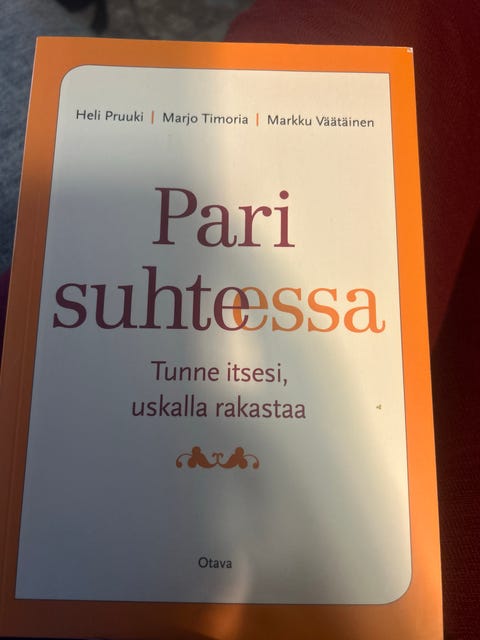 Heli Pruuki | Marjo Timoria | Markku Väätäinen
Pari
suhteessa
Tunne itsesi,
uskalla rakastaa
Otava